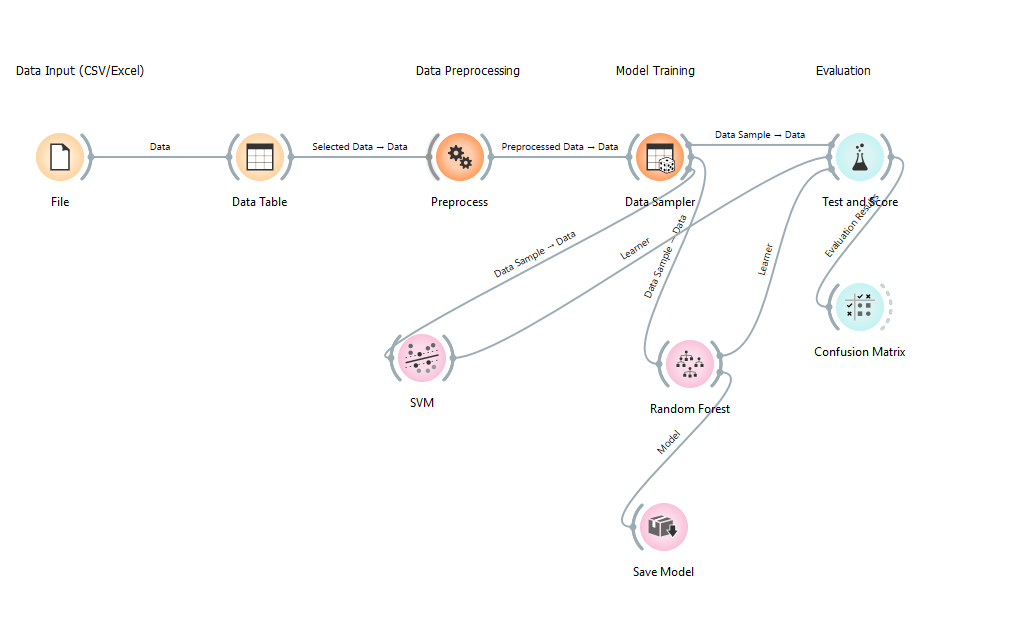 Data Input (CSV/Excel)
Data Preprocessing
Model Training
Evaluation
Data
Selected Data → Data
Preprocessed Data → Data
Data Sample → Data
File
Data Table
Preprocess
Data Sampler
Test and Score
Data Sample → Data
Learner
Data Sample → Data
Learner
Evaluation Results
SVM
Random Forest
Confusion Matrix
Model
Save Model